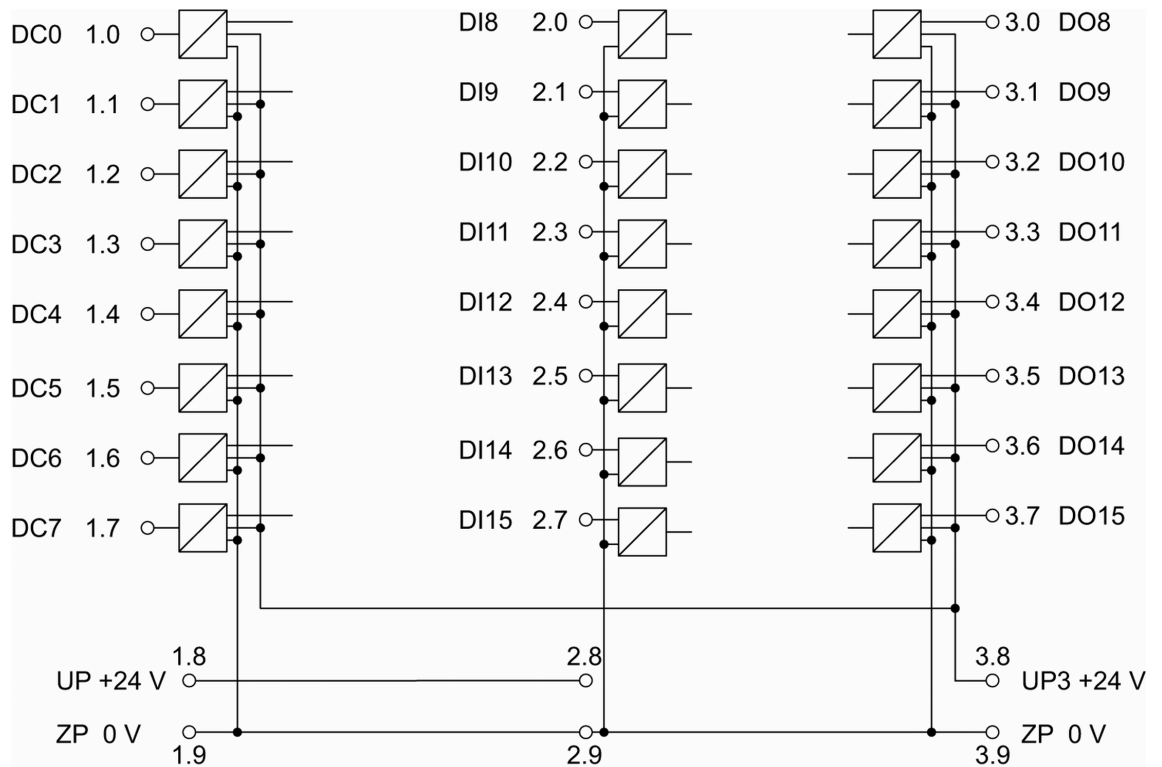 DC0 1.0 DI8 2.0 3.0 DO8
DC1 1.1 DI9 2.1 3.1 DO9
DC2 1.2 DI10 2.2 3.2 DO10
DC3 1.3 DI11 2.3 3.3 DO11
DC4 1.4 DI12 2.4 3.4 DO12
DC5 1.5 DI13 2.5 3.5 DO13
DC6 1.6 DI14 2.6 3.6 DO14
DC7 1.7 DI15 2.7 3.7 DO15
1.8 2.8 3.8
UP +24 V UP3 +24 V
ZP 0 V ZP 0 V
1.9 2.9 3.9